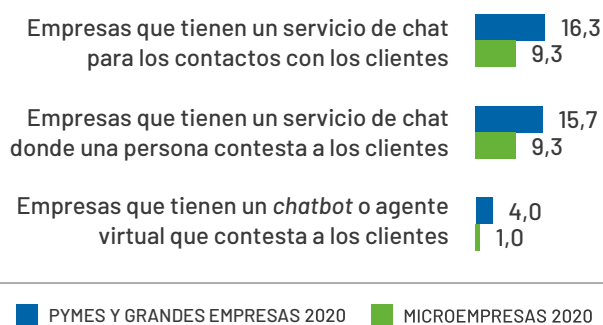 Empresas que tienen un servicio de chat
para los contactos con los clientes
16,3
9,3
Empresas que tienen un servicio de chat
donde una persona contesta a los clientes
15,7
9,3
Empresas que tienen un chatbot o agente
virtual que contesta a los clientes
4,0
1,0
PYMES Y GRANDES EMPRESAS 2020 MICROEMPRESAS 2020